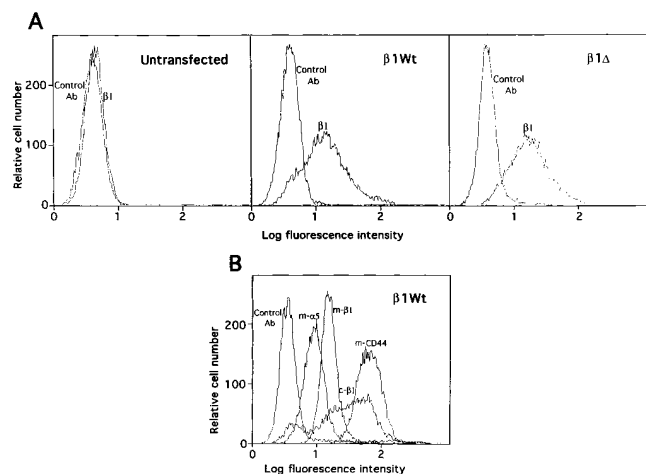 A
Untransfected
β1Wt
β1Δ
Control
Ab
β1
Control
Ab
β1
Control
Ab
β1
Relative cell number
200
100
0
0
1
2
0
1
2
0
1
2
Log fluorescence intensity
B
β1Wt
Control
Ab
m-α5
m-β1
m-CD44
c-β1
Relative cell number
200
100
0
0
1
2
Log fluorescence intensity